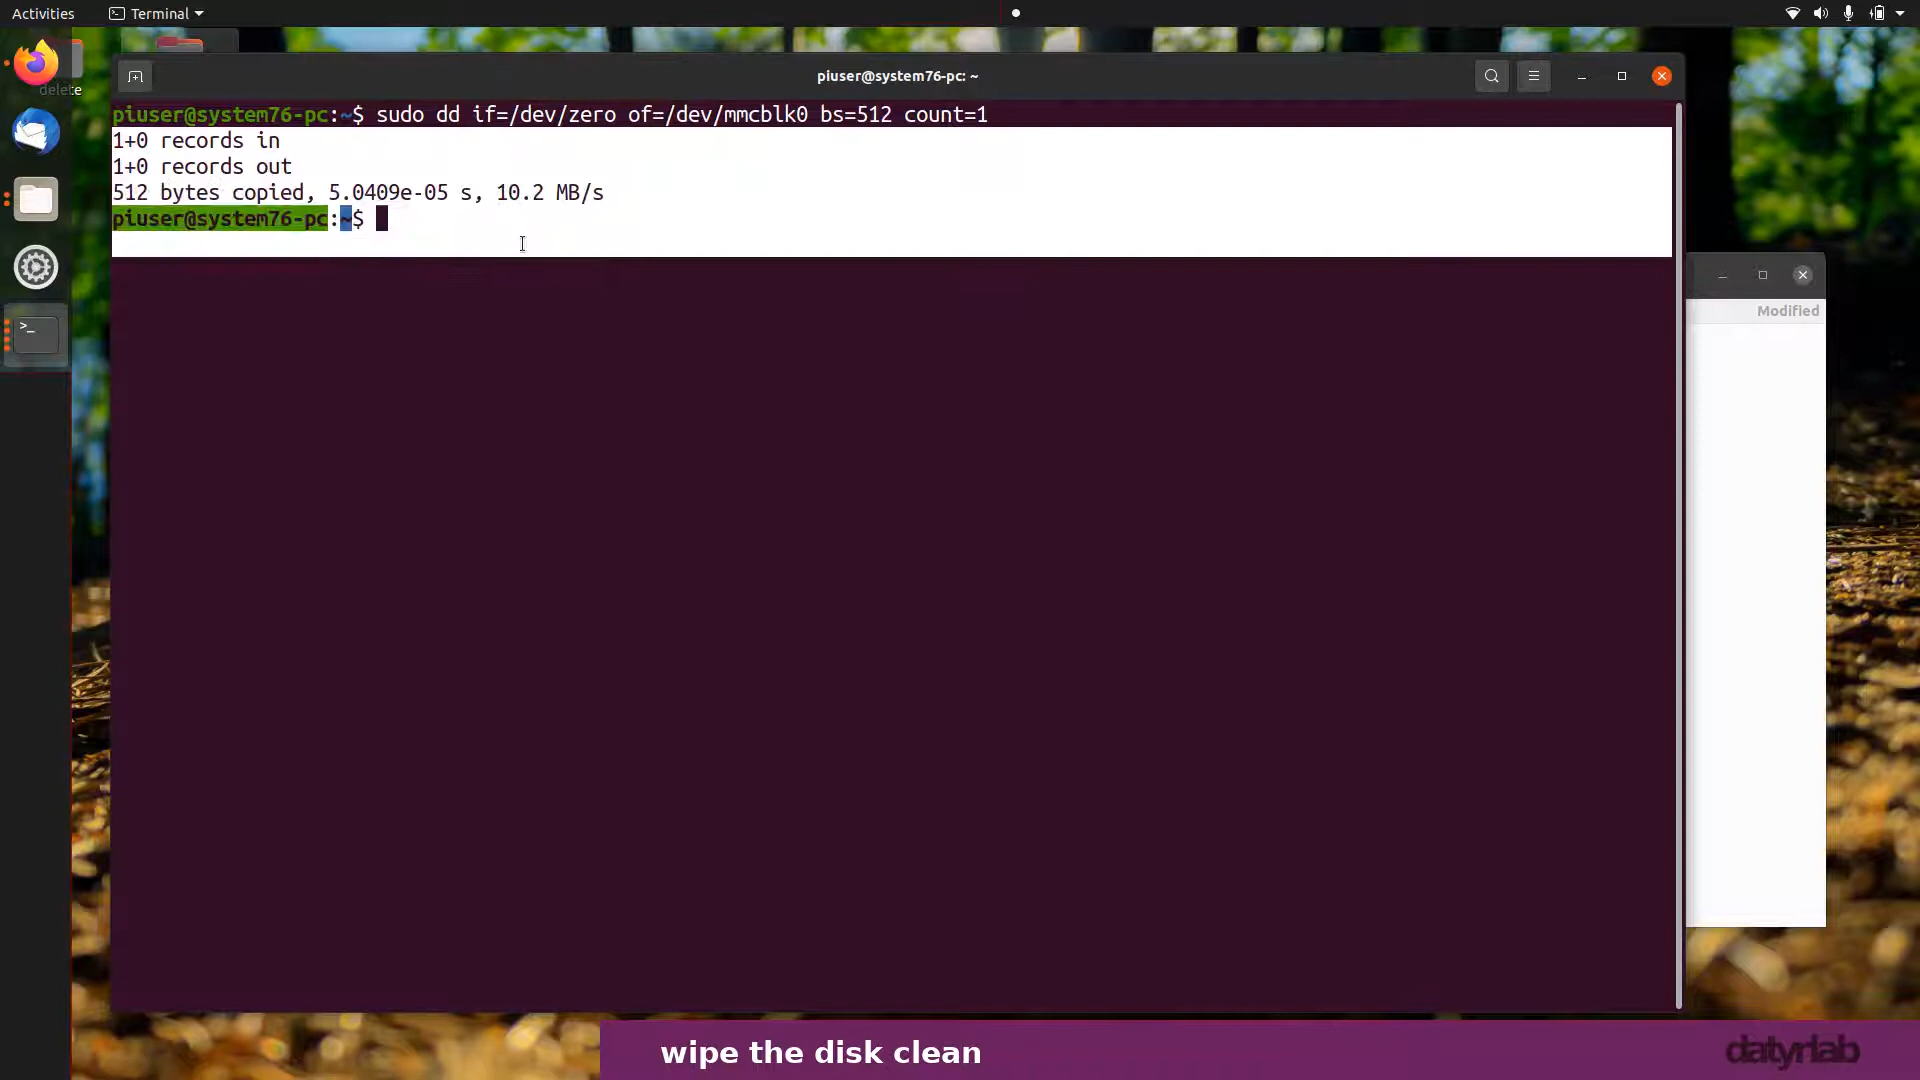 Activities
Terminal
delete
piuser@system76-pc: ~
piuser@system76-pc:~$ sudo dd if=/dev/zero of=/dev/mmcblk0 bs=512 count=1
1+0 records in
1+0 records out
512 bytes copied, 5.0409e-05 s, 10.2 MB/s
piuser@system76-pc:~$
Modified
wipe the disk clean
datyrlab